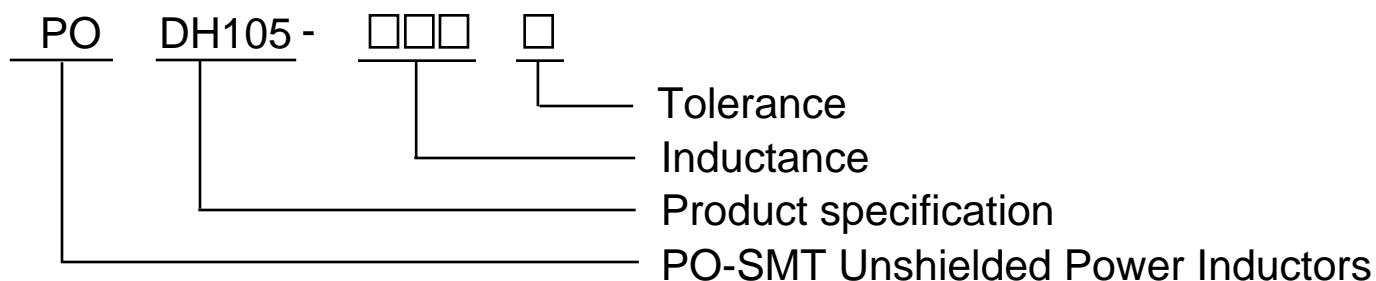 PO DH105 - □□□ □
Tolerance
Inductance
Product specification
PO-SMT Unshielded Power Inductors